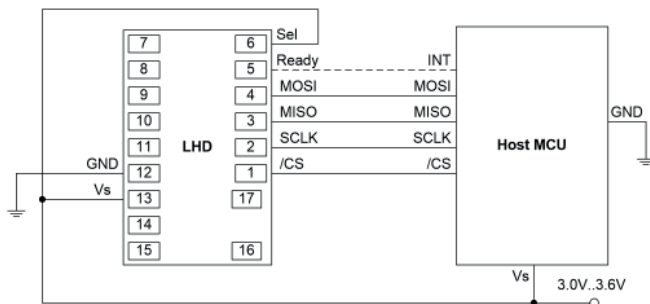 Sel
7 6
Ready INT
8 5
MOSI MOSI
9 4
MISO MISO
10 3 GND
SCLK SCLK
11 LHD 2 Host MCU
GND /CS /CS
12 1
Vs
13 17
14
15 16
Vs 3.0V..3.6V